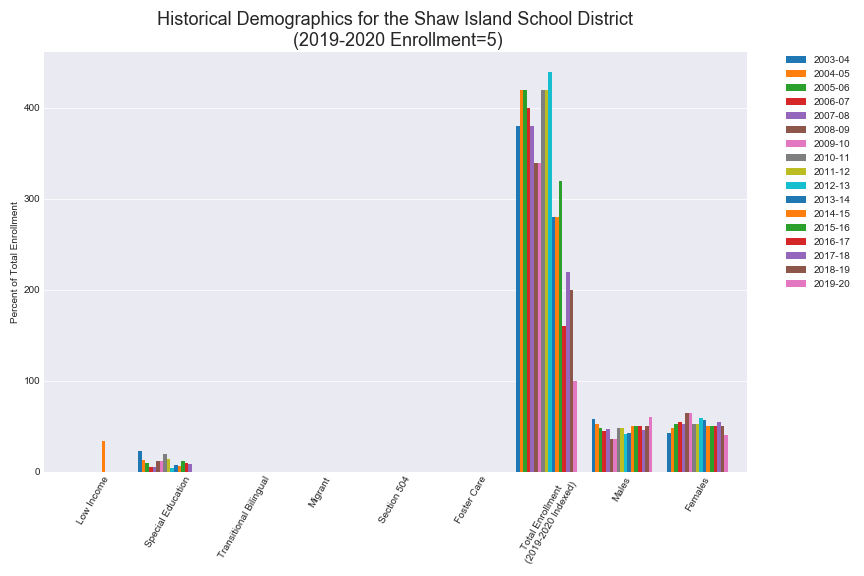 Historical Demographics for the Shaw Island School District
(2019-2020 Enrollment=5)
Percent of Total Enrollment
400
300
200
100
0
Low Income
Special Education
Transitional Bilingual
Migrant
Section 504
Foster Care
Total Enrollment
(2019-2020 Indexed)
Males
Females
2003-04
2004-05
2005-06
2006-07
2007-08
2008-09
2009-10
2010-11
2011-12
2012-13
2013-14
2014-15
2015-16
2016-17
2017-18
2018-19
2019-20